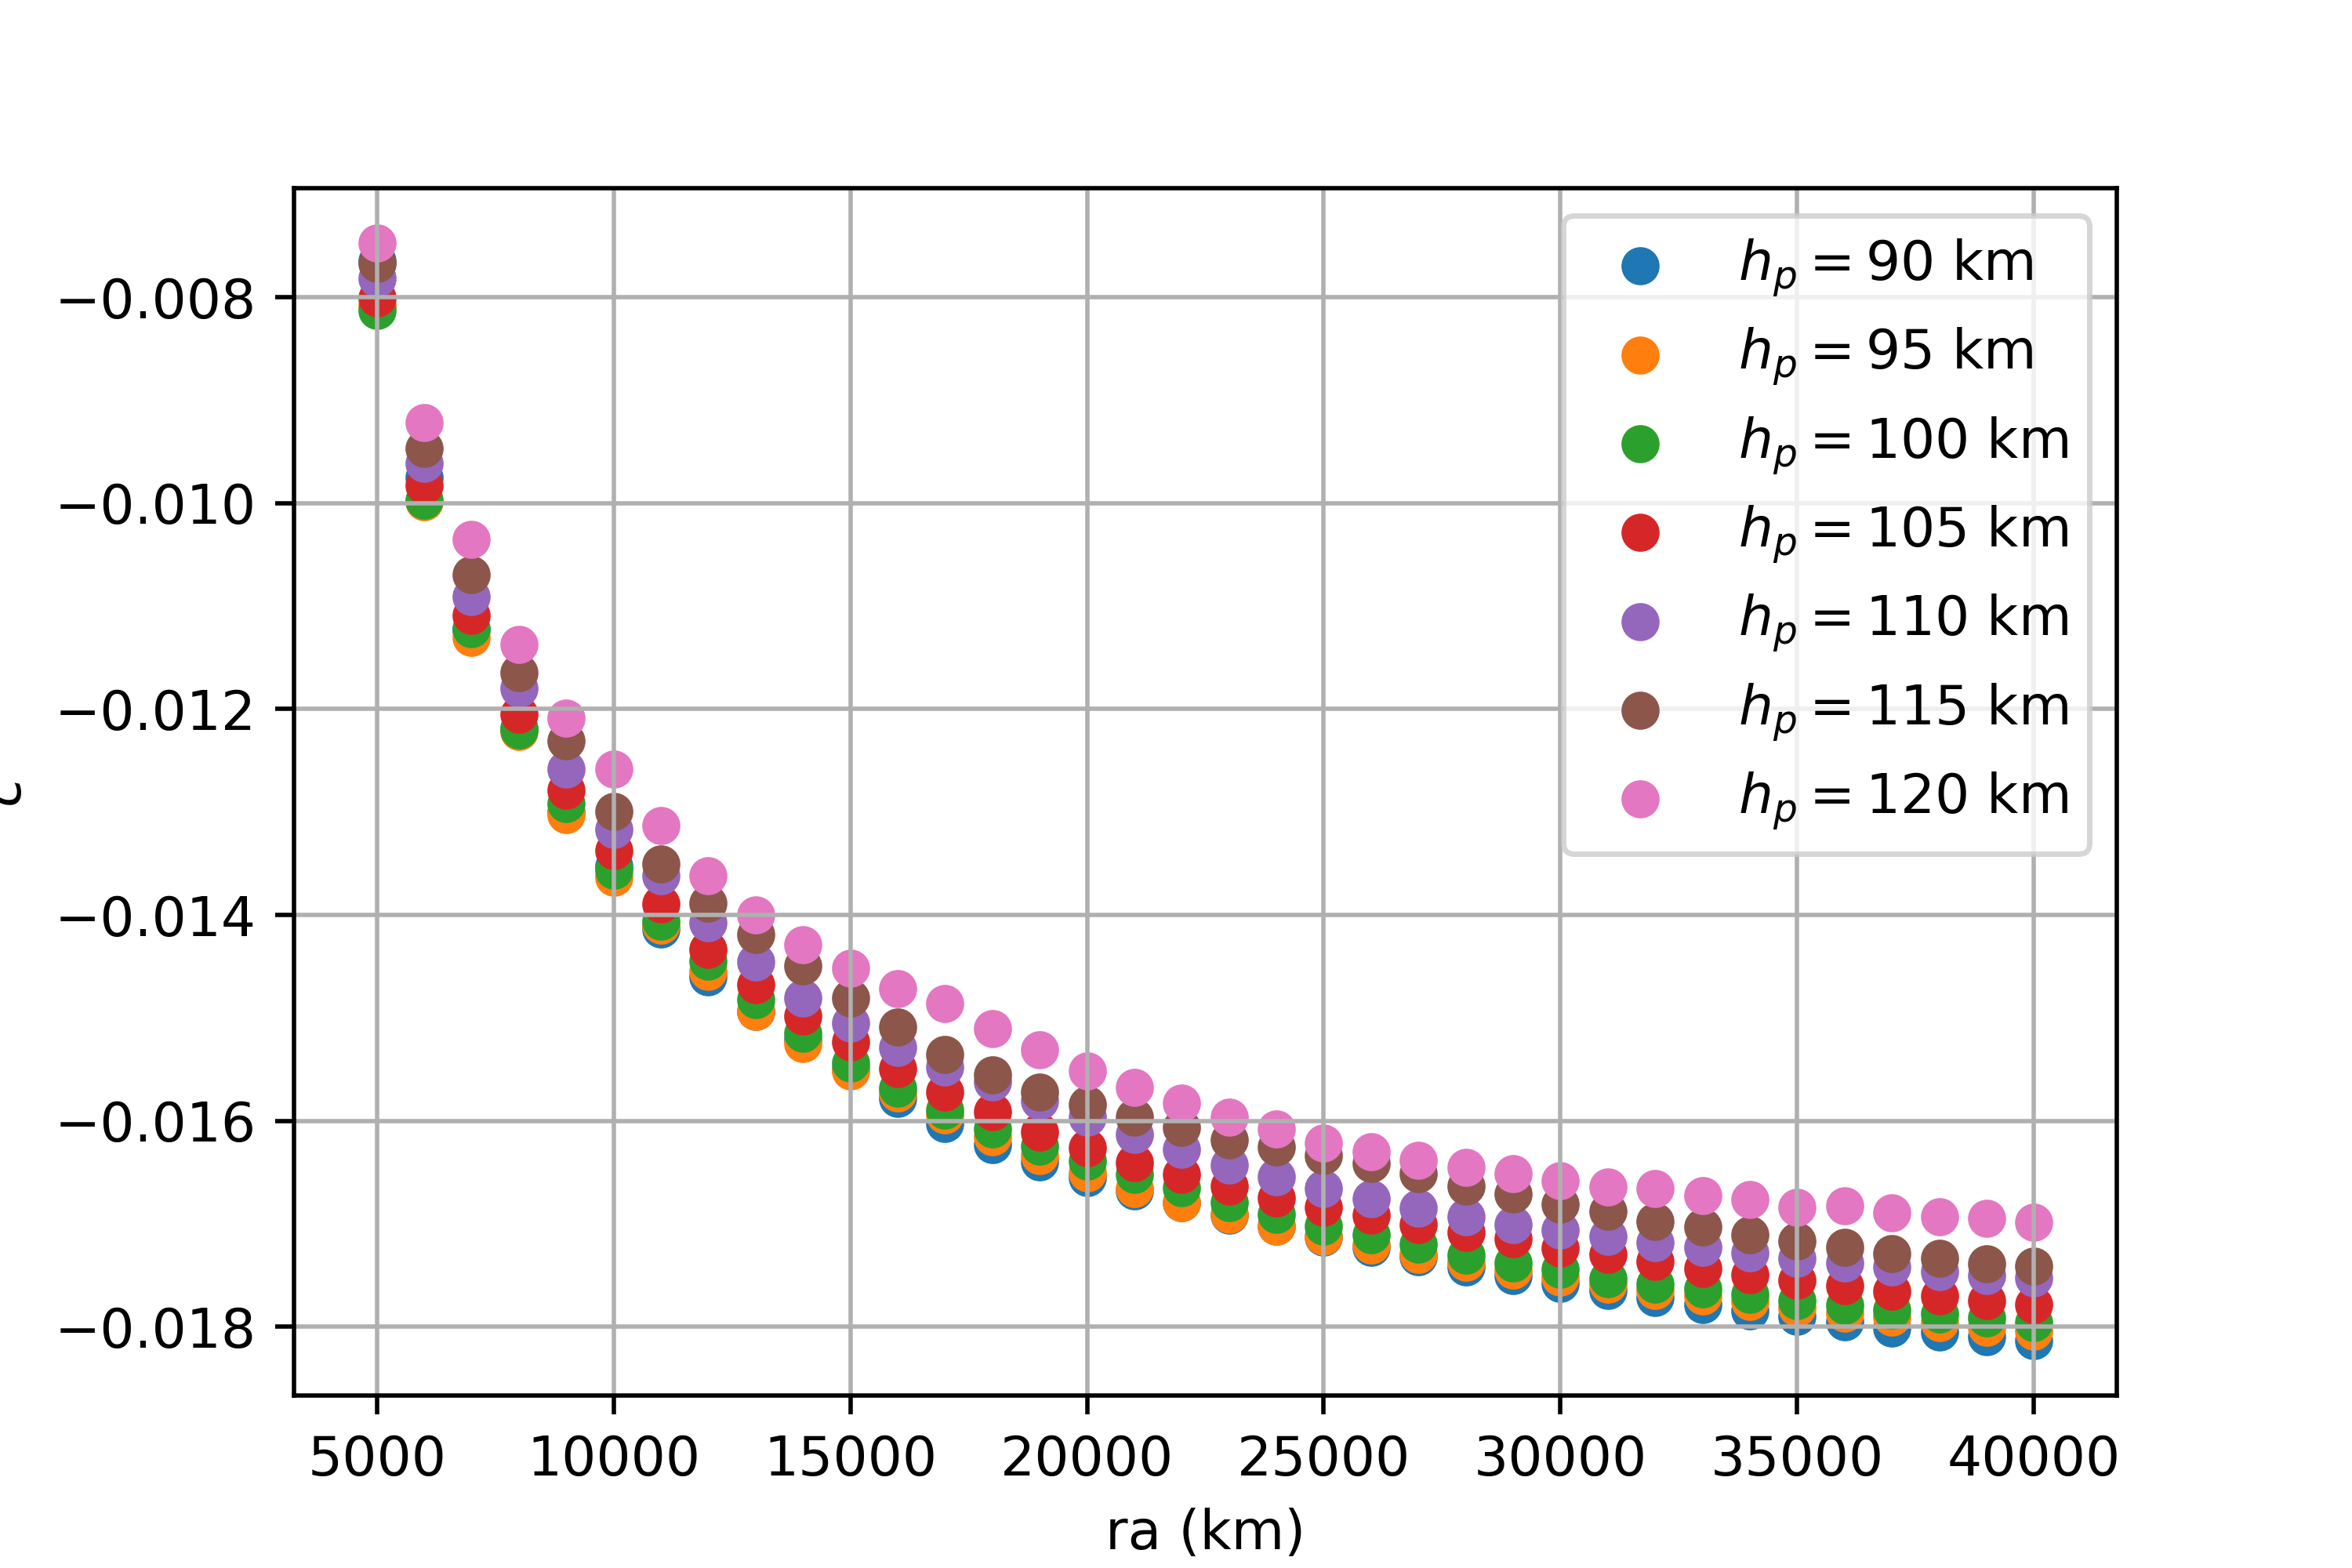 −0.008
−0.010
−0.012
−0.014
−0.016
−0.018
5000 10000 15000 20000 25000 30000 35000 40000
ra (km)
h_p = 90 km
h_p = 95 km
h_p = 100 km
h_p = 105 km
h_p = 110 km
h_p = 115 km
h_p = 120 km